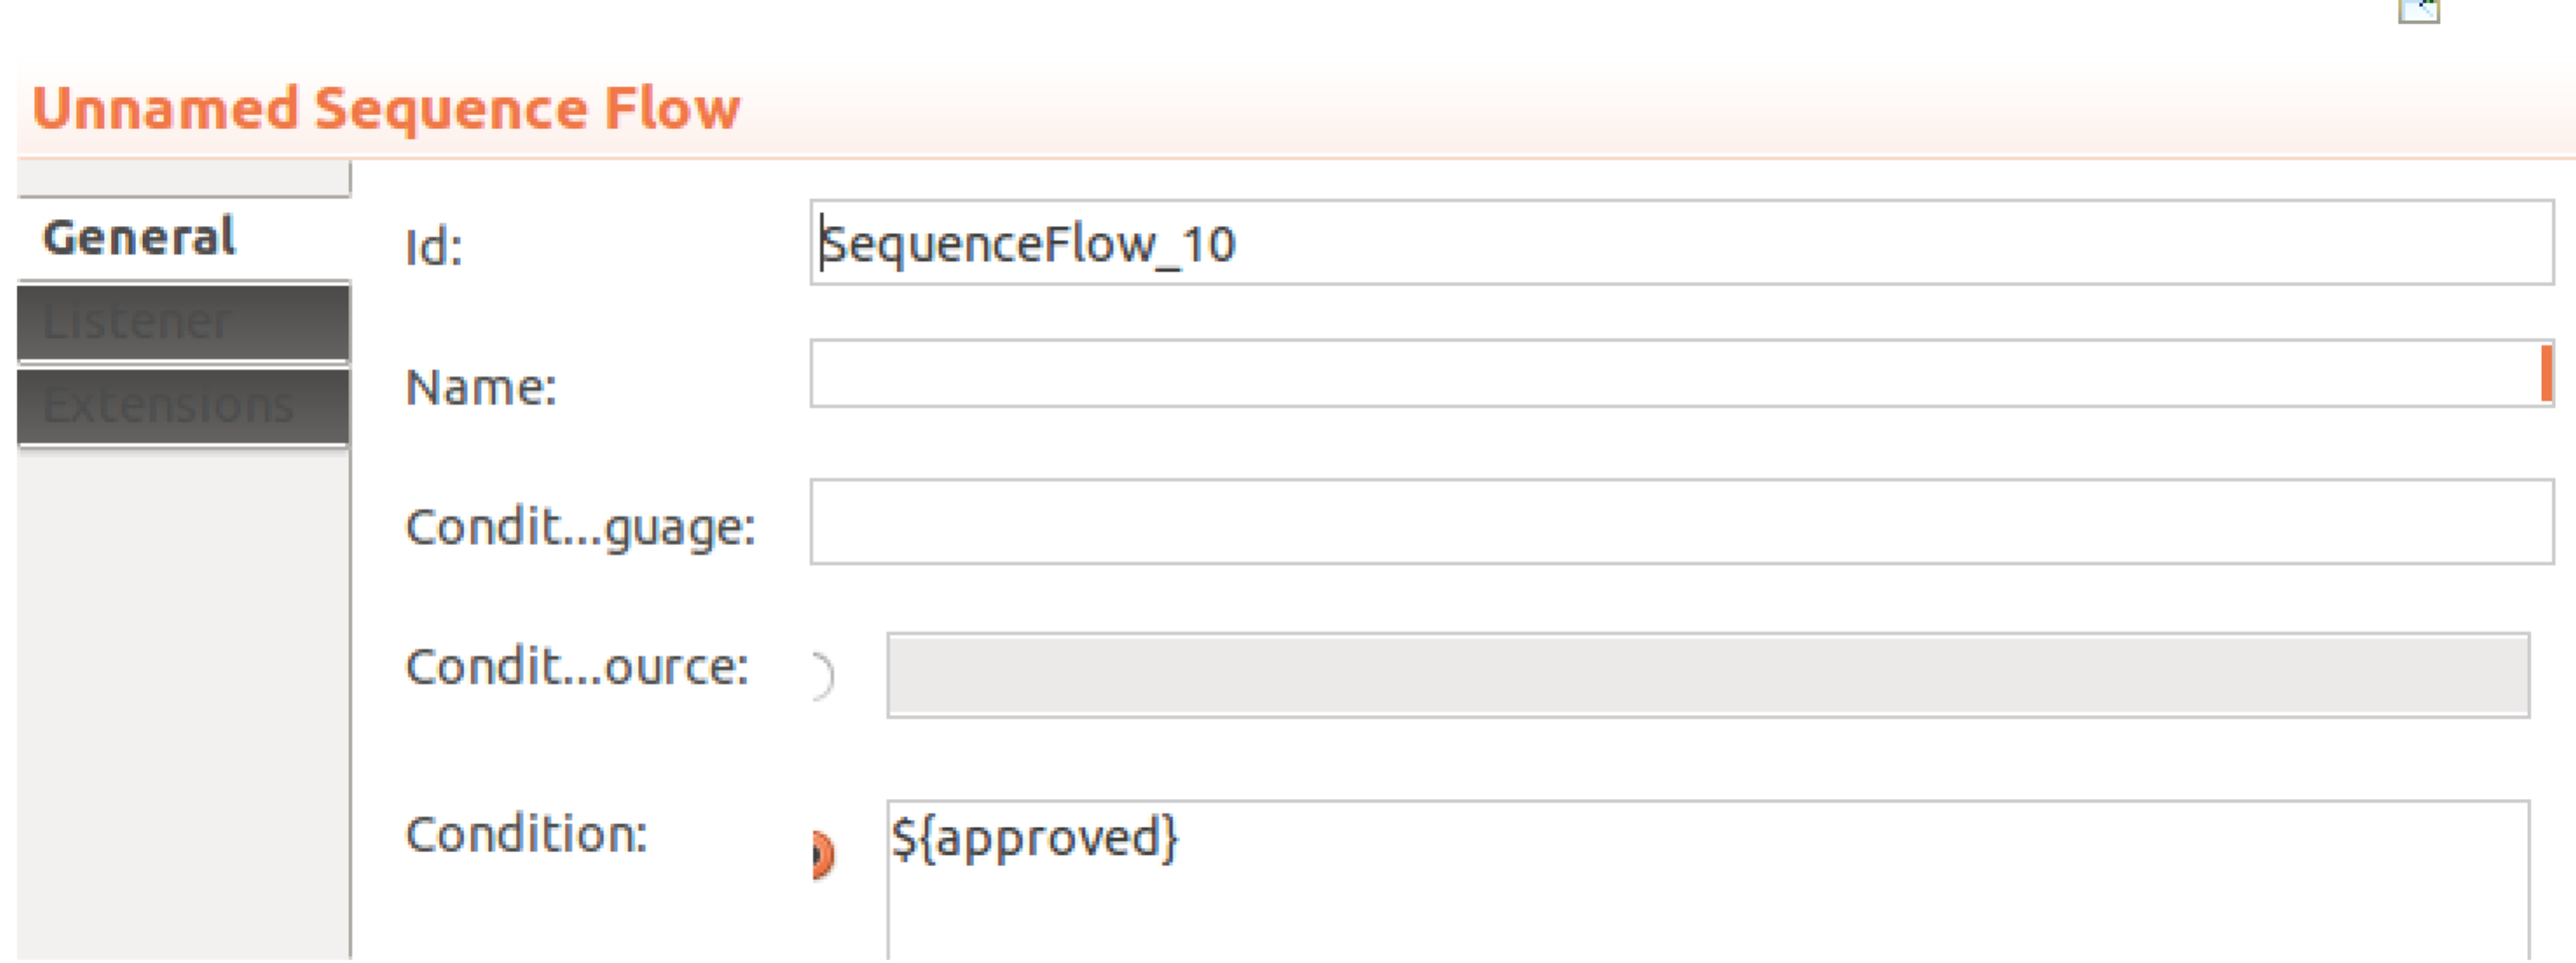 Unnamed Sequence Flow
General
Listener
Extensions
Id: SequenceFlow_10
Name:
Condit...guage:
Condit...ource:
Condition: ${approved}